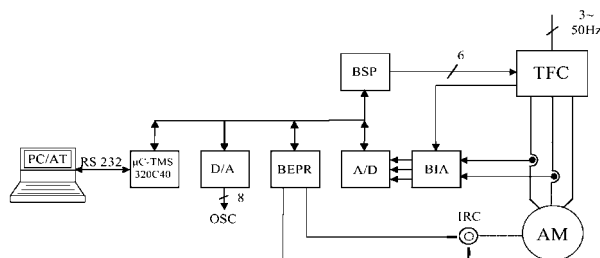 3~
50Hz
6
BSP
TFC
PC/AT
RS 232
μC-TMS
320C40
D/A
BEPR
A/D
BIA
8
OSC
IRC
AM